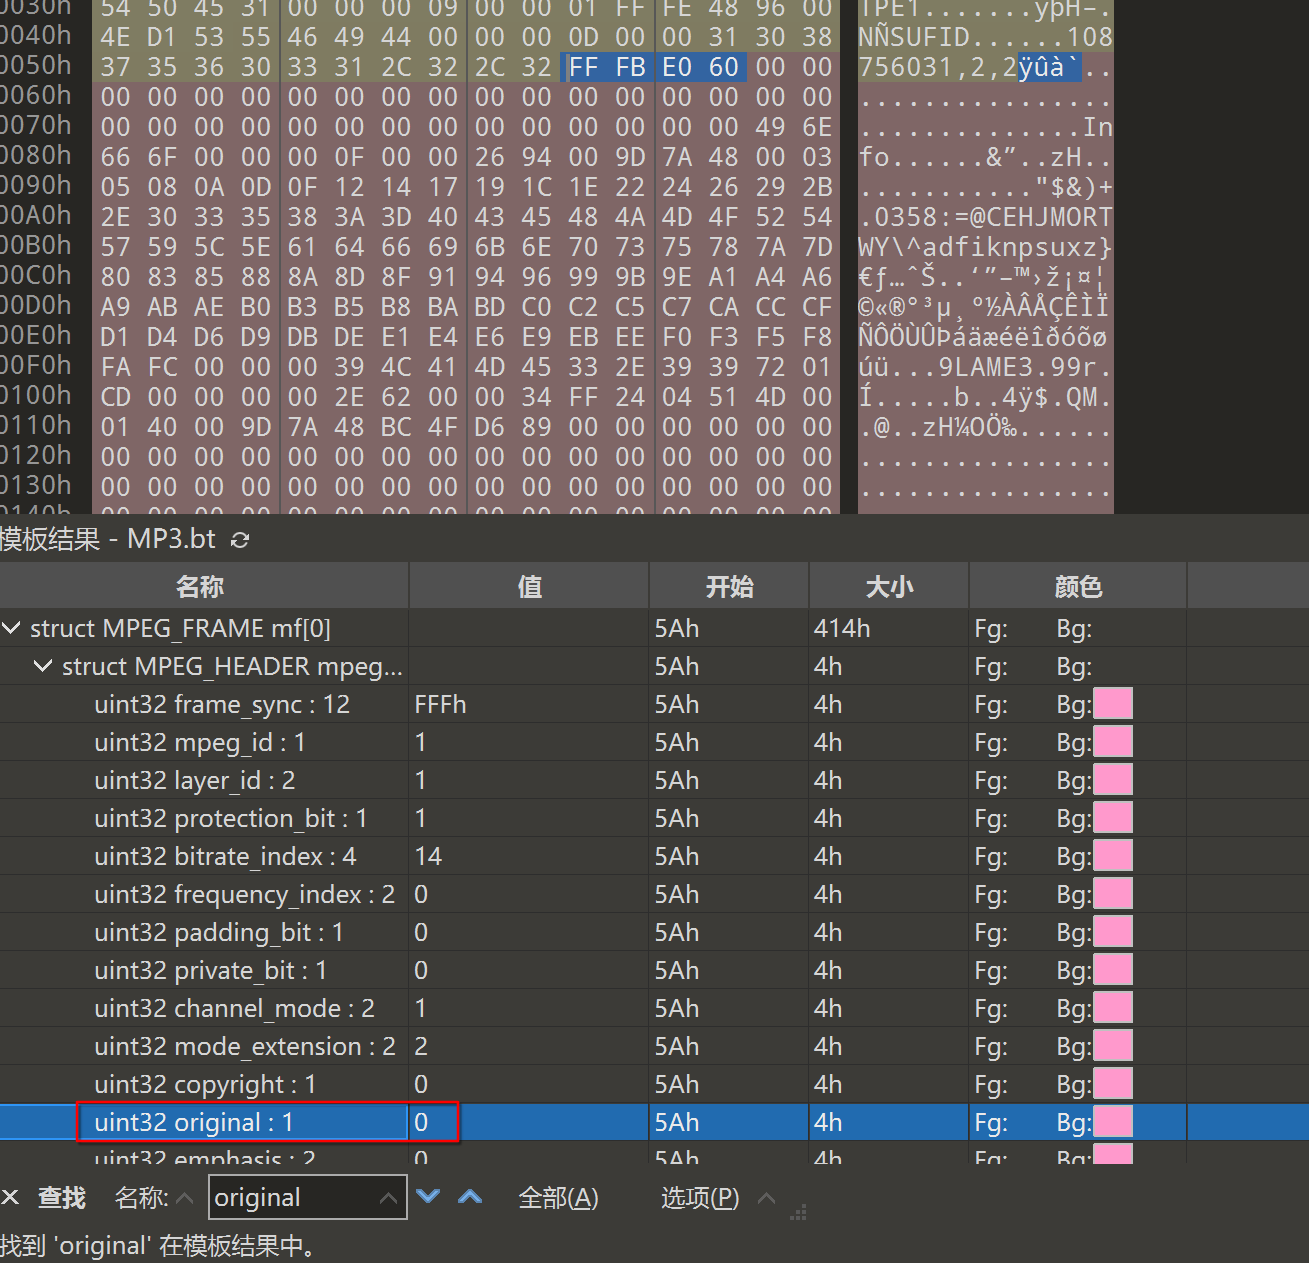 0030h 54 50 45 31 00 00 00 09 00 00 01 FF FE 48 96 00 TPE1.......ÿþH–.
0040h 4E D1 53 55 46 49 44 00 00 00 0D 00 00 31 30 38 NÑSUFID......108
0050h 37 35 36 30 33 31 2C 32 2C 32 FF FB E0 60 00 00 756031,2,2ÿûà`..
0060h 00 00 00 00 00 00 00 00 00 00 00 00 00 00 00 00 ................
0070h 00 00 00 00 00 00 00 00 00 00 00 00 00 00 49 6E ..............In
0080h 66 6F 00 00 00 0F 00 00 26 94 00 9D 7A 48 00 03 fo......&”..zH..
0090h 05 08 0A 0D 0F 12 14 17 19 1C 1E 22 24 26 29 2B ..........."$&)+
00A0h 2E 30 33 35 38 3A 3D 40 43 45 48 4A 4D 4F 52 54 .0358:=@CEHJMORT
00B0h 57 59 5C 5E 61 64 66 69 6B 6E 70 73 75 78 7A 7D WY\^adfiknpsuxz}
00C0h 80 83 85 88 8A 8D 8F 91 94 96 99 9B 9E A1 A4 A6 €ƒ…ˆŠ..‘”–™›ž¡¤¦
00D0h A9 AB AE B0 B3 B5 B8 BA BD C0 C2 C5 C7 CA CC CF ©«®°³µ¸º½ÀÂÅÇÊÌÏ
00E0h D1 D4 D6 D9 DB DE E1 E4 E6 E9 EB EE F0 F3 F5 F8 ÑÔÖÙÛÞáäæéëîðóõø
00F0h FA FC 00 00 00 39 4C 41 4D 45 33 2E 39 39 72 01 úü...9LAME3.99r.
0100h CD 00 00 00 00 2E 62 00 00 34 FF 24 04 51 4D 00 Í.....b..4ÿ$.QM.
0110h 01 40 00 9D 7A 48 BC 4F D6 89 00 00 00 00 00 00 .@..zH¼OÖ‰......
0120h 00 00 00 00 00 00 00 00 00 00 00 00 00 00 00 00 ................
0130h 00 00 00 00 00 00 00 00 00 00 00 00 00 00 00 00 ................
0140h 00 00 00 00 00 00 00 00 00 00 00 00 00 00 00 00
模板结果 - MP3.bt
名称 值 开始 大小 颜色
struct MPEG_FRAME mf[0] 5Ah 414h Fg: Bg:
struct MPEG_HEADER mpeg... 5Ah 4h Fg: Bg:
uint32 frame_sync : 12 FFFh 5Ah 4h Fg: Bg:
uint32 mpeg_id : 1 1 5Ah 4h Fg: Bg:
uint32 layer_id : 2 1 5Ah 4h Fg: Bg:
uint32 protection_bit : 1 1 5Ah 4h Fg: Bg:
uint32 bitrate_index : 4 14 5Ah 4h Fg: Bg:
uint32 frequency_index : 2 0 5Ah 4h Fg: Bg:
uint32 padding_bit : 1 0 5Ah 4h Fg: Bg:
uint32 private_bit : 1 0 5Ah 4h Fg: Bg:
uint32 channel_mode : 2 1 5Ah 4h Fg: Bg:
uint32 mode_extension : 2 2 5Ah 4h Fg: Bg:
uint32 copyright : 1 0 5Ah 4h Fg: Bg:
uint32 original : 1 0 5Ah 4h Fg: Bg:
uint32 emphasis : 2 0 5Ah 4h Fg: Bg:
查找 名称: original 全部(A) 选项(P)
找到 'original' 在模板结果中。